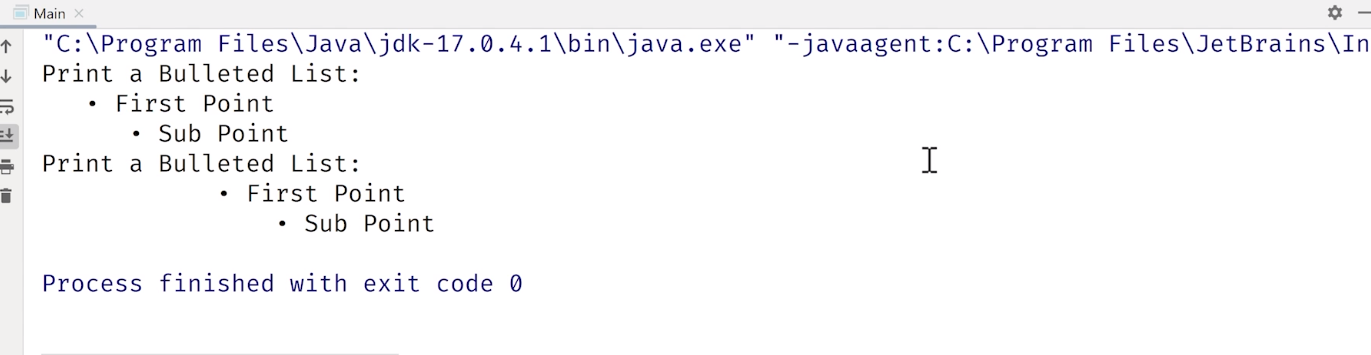 Main
"C:\Program Files\Java\jdk-17.0.4.1\bin\java.exe" "-javaagent:C:\Program Files\JetBrains\In
Print a Bulleted List:
   • First Point
      • Sub Point
Print a Bulleted List:
            • First Point
                • Sub Point
Process finished with exit code 0